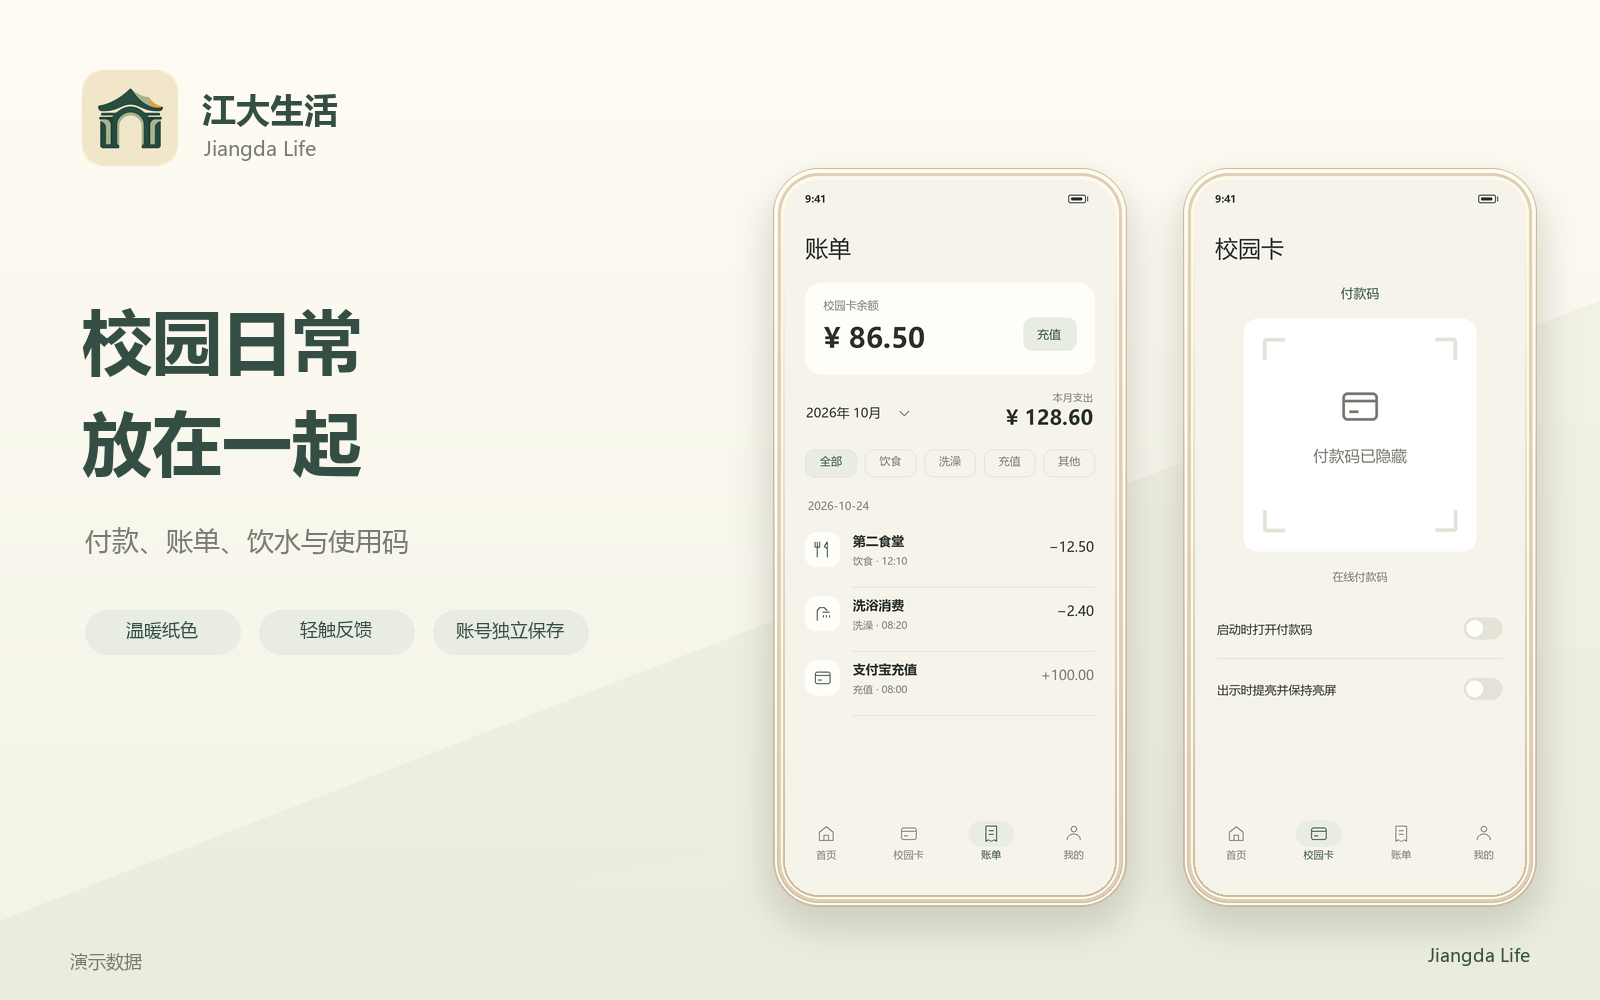 江大生活
Jiangda Life
校园日常
放在一起
付款、账单、饮水与使用码
温暖纸色
轻触反馈
账号独立保存
9:41
账单
校园卡余额
¥ 86.50
充值
2026年 10月
本月支出
¥ 128.60
全部
饮食
洗澡
充值
其他
2026-10-24
第二食堂
饮食 · 12:10
−12.50
洗浴消费
洗澡 · 08:20
−2.40
支付宝充值
充值 · 08:00
+100.00
首页
校园卡
账单
我的
9:41
校园卡
付款码
付款码已隐藏
在线付款码
启动时打开付款码
出示时提亮并保持亮屏
首页
校园卡
账单
我的
演示数据
Jiangda Life